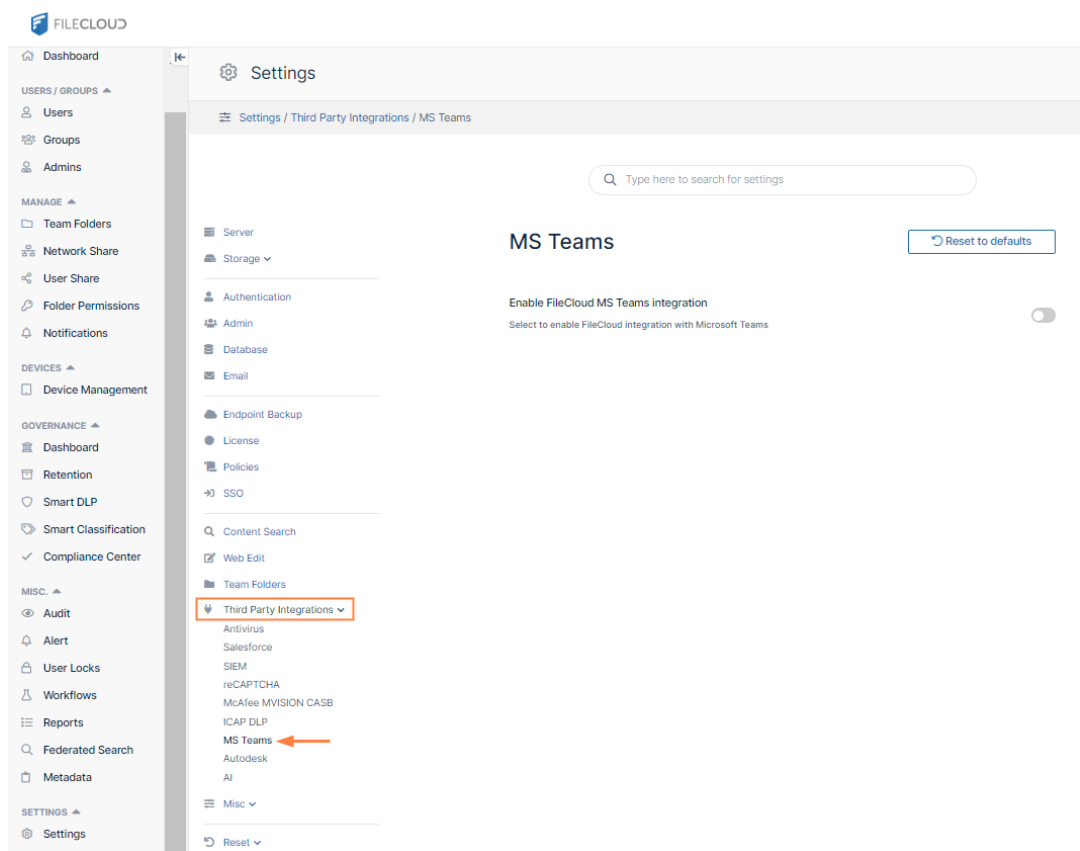 FILECLOUD
Dashboard
USERS / GROUPS
Users
Groups
Admins
MANAGE
Team Folders
Network Share
User Share
Folder Permissions
Notifications
DEVICES
Device Management
GOVERNANCE
Dashboard
Retention
Smart DLP
Smart Classification
Compliance Center
MISC.
Audit
Alert
User Locks
Workflows
Reports
Federated Search
Metadata
SETTINGS
Settings
Settings
Settings / Third Party Integrations / MS Teams
Type here to search for settings
Server
Storage
Authentication
Admin
Database
Email
Endpoint Backup
License
Policies
SSO
Content Search
Web Edit
Team Folders
Third Party Integrations
Antivirus
Salesforce
SIEM
reCAPTCHA
McAfee MVISION CASB
ICAP DLP
MS Teams
Autodesk
AI
Misc
Reset
MS Teams
Reset to defaults
Enable FileCloud MS Teams integration
Select to enable FileCloud integration with Microsoft Teams